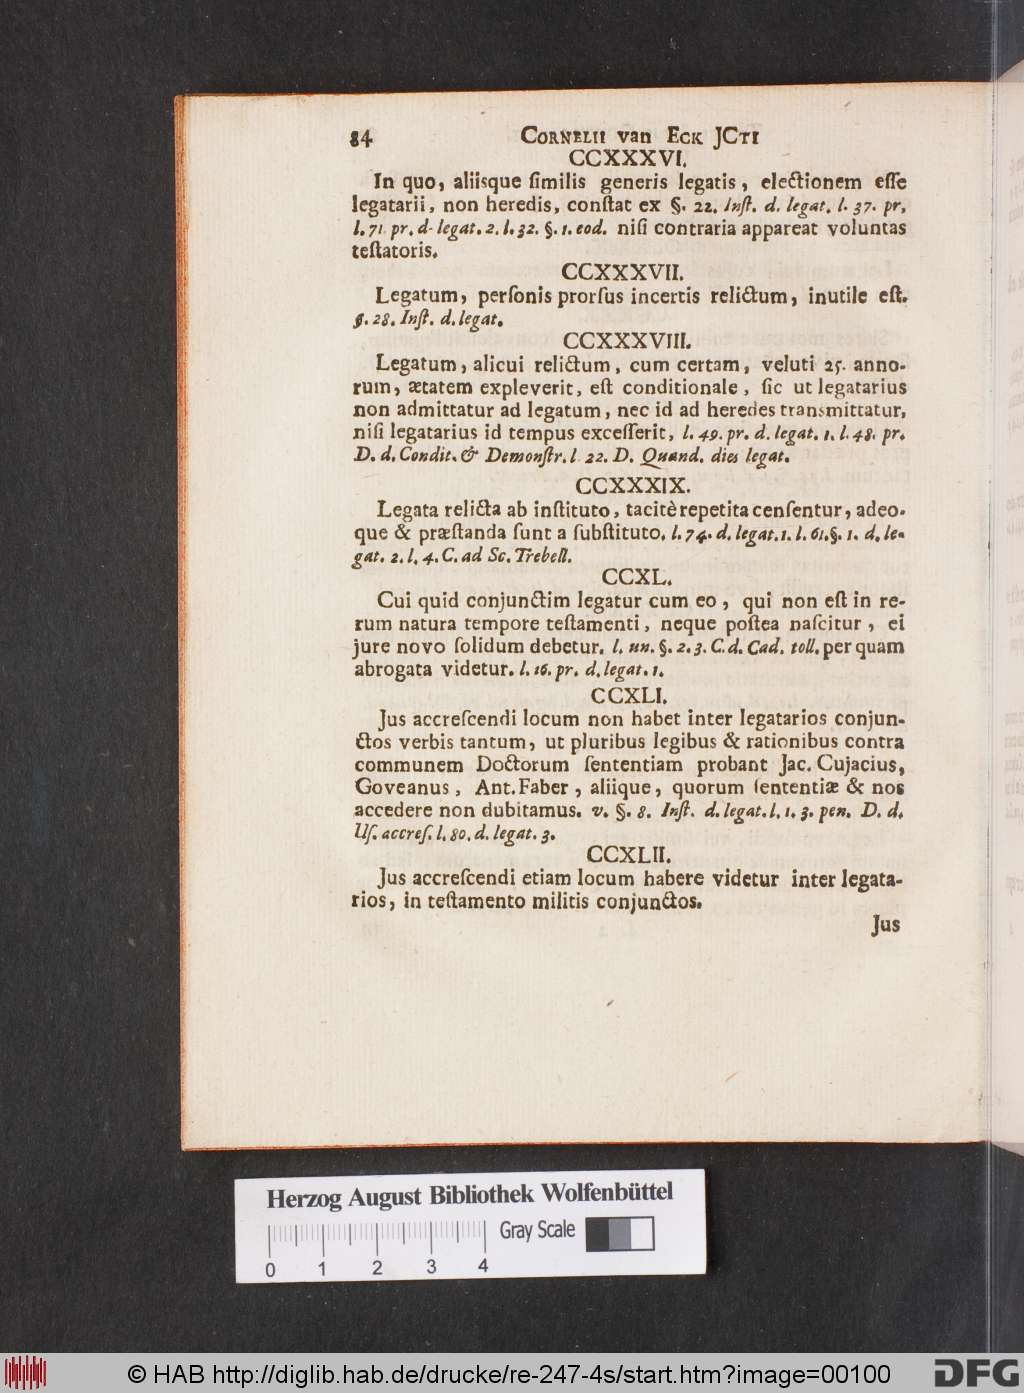 84 CORNELII van ECK JCTI
CCXXXVI.
In quo, aliisque ſimilis generis legatis, electionem eſſe
legatarii, non heredis, conſtat ex §. 22. Inſt. d. legat. l. 37. pr.
l. 71 pr. d. legat. 2. l. 32. §. 1. eod. niſi contraria appareat voluntas
teſtatoris.
CCXXXVII.
Legatum, perſonis prorſus incertis relictum, inutile eſt.
§. 28. Inſt. d. legat.
CCXXXVIII.
Legatum, alicui relictum, cum certam, veluti 25. anno-
rum, ætatem expleverit, eſt conditionale, ſic ut legatarius
non admittatur ad legatum, nec id ad heredes transmittatur,
niſi legatarius id tempus exceſſerit, l. 49. pr. d. legat. 1. l. 48. pr.
D. d. Condit. & Demonſtr. l 22. D. Quand. dies legat.
CCXXXIX.
Legata relicta ab inſtituto, tacitè repetita cenſentur, adeo-
que & præſtanda ſunt a ſubſtituto. l. 74. d. legat. 1. l. 61. §. 1. d. le-
gat. 2. l. 4. C. ad Sc. Trebell.
CCXL.
Cui quid conjunctim legatur cum eo, qui non eſt in re-
rum natura tempore teſtamenti, neque poſtea naſcitur, ei
jure novo ſolidum debetur. l. un. §. 2. 3. C. d. Cad. toll. per quam
abrogata videtur. l. 16. pr. d. legat. 1.
CCXLI.
Jus accreſcendi locum non habet inter legatarios conjun-
ctos verbis tantum, ut pluribus legibus & rationibus contra
communem Doctorum ſententiam probant Jac. Cujacius,
Goveanus, Ant. Faber, aliique, quorum ſententiæ & nos
accedere non dubitamus. v. §. 8. Inſt. d. legat. l. 1. 3. pen. D. d.
Uſ. accreſ. l. 80. d. legat. 3.
CCXLII.
Jus accreſcendi etiam locum habere videtur inter legata-
rios, in teſtamento militis conjunctos.
Jus
Herzog August Bibliothek Wolfenbüttel
Gray Scale
0 1 2 3 4
© HAB http://diglib.hab.de/drucke/re-247-4s/start.htm?image=00100
DFG